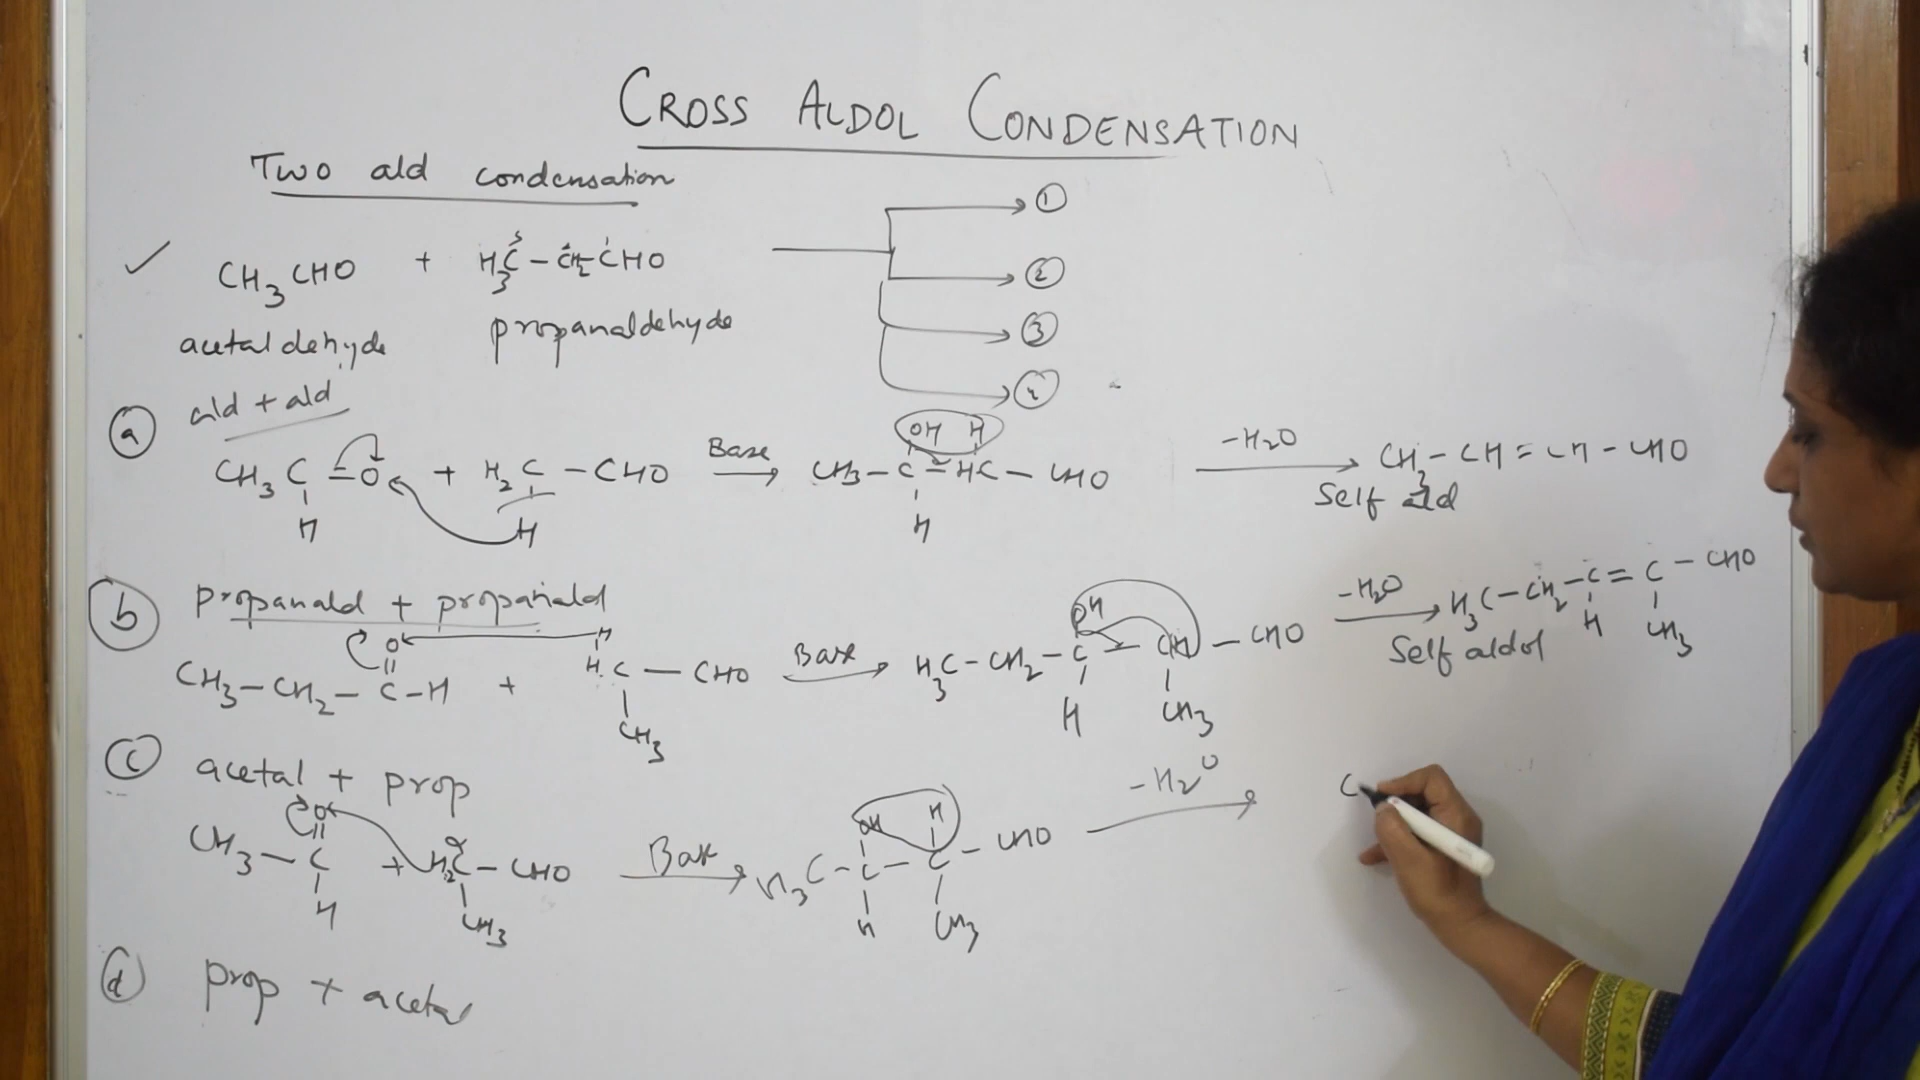 CROSS ALDOL CONDENSATION
Two ald condensation
CH3CHO + H3C - CH2 CHO
acetaldehyde propanaldehyde
1
2
3
4
a ald + ald
CH3 C = O + H2C - CHO Base CH3 - C - HC - CHO -H2O CH3 - CH = CH - CHO
H H OH H H
Self ald
b propanald + propanald
CH3 - CH2 - C - H + H C - CHO Base H3C - CH2 - C - CH - CHO -H2O H3C - CH2 - C = C - CHO
O H CH3 OH H CH3 H CH3
Self aldol
c acetal + prop
CH3 - C + H2C - CHO Base H3C - C - C - CHO -H2O C
O H CH3 OH H H CH3
d prop + acetal